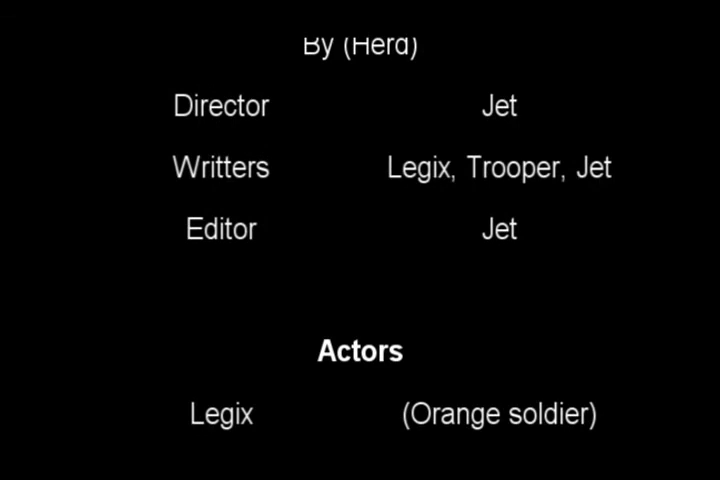 By (Herd)
Director Jet
Writters Legix, Trooper, Jet
Editor Jet
Actors
Legix (Orange soldier)